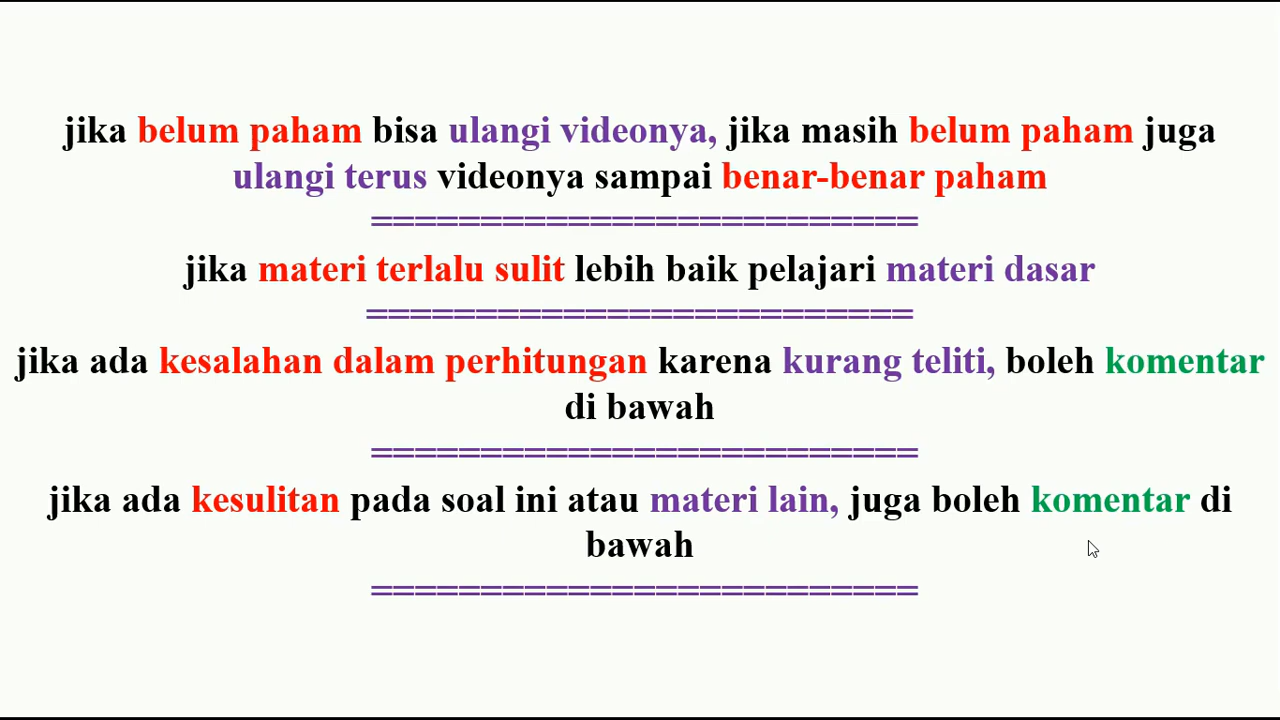 jika belum paham bisa ulangi videonya, jika masih belum paham juga
ulangi terus videonya sampai benar-benar paham
=========================
jika materi terlalu sulit lebih baik pelajari materi dasar
=========================
jika ada kesalahan dalam perhitungan karena kurang teliti, boleh komentar
di bawah
=========================
jika ada kesulitan pada soal ini atau materi lain, juga boleh komentar di
bawah
=========================